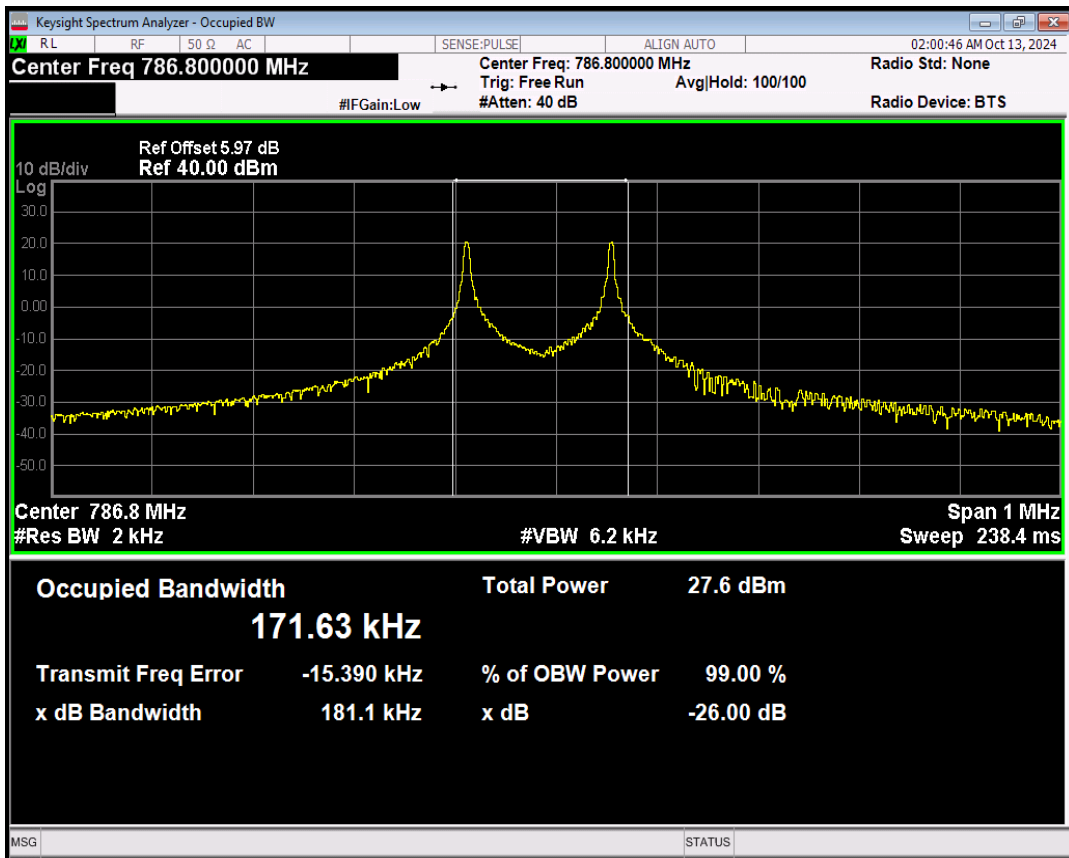 Keysight Spectrum Analyzer - Occupied BW
LXI RL RF 50 Ω AC SENSE:PULSE ALIGN AUTO 02:00:46 AM Oct 13, 2024
Center Freq 786.800000 MHz Center Freq: 786.800000 MHz Radio Std: None
Trig: Free Run Avg|Hold: 100/100
#IFGain:Low #Atten: 40 dB Radio Device: BTS
Ref Offset 5.97 dB
10 dB/div Ref 40.00 dBm
Log
30.0
20.0
10.0
0.00
-10.0
-20.0
-30.0
-40.0
-50.0
Center 786.8 MHz Span 1 MHz
#Res BW 2 kHz #VBW 6.2 kHz Sweep 238.4 ms
Occupied Bandwidth Total Power 27.6 dBm
171.63 kHz
Transmit Freq Error -15.390 kHz % of OBW Power 99.00 %
x dB Bandwidth 181.1 kHz x dB -26.00 dB
MSG STATUS